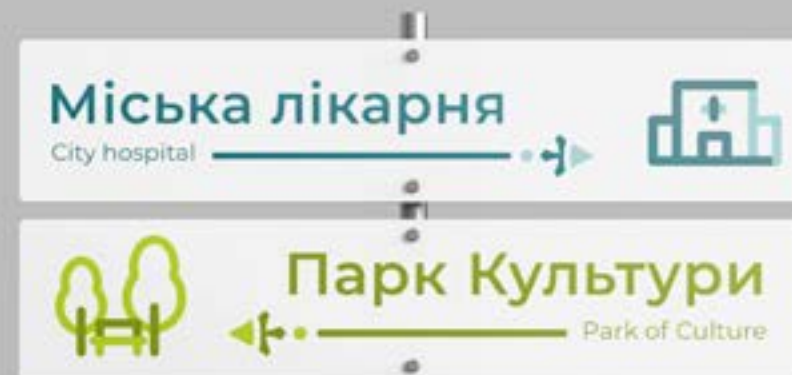 Міська лікарня
City hospital
Парк Культури
Park of Culture